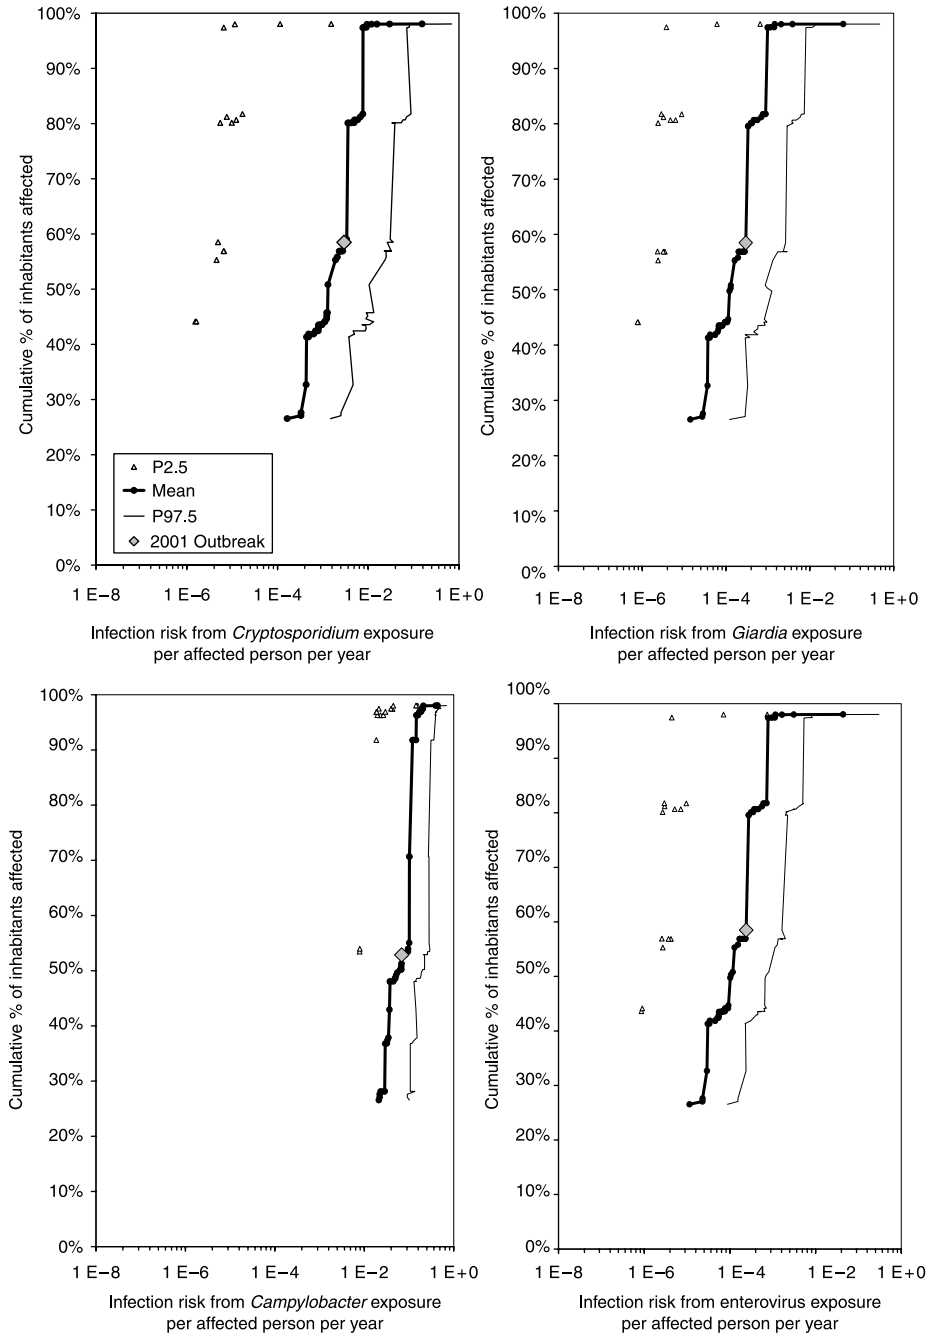 100%
90%
80%
70%
60%
50%
40%
30%
20%
10%
0%
Cumulative % of inhabitants affected
P2.5
Mean
P97.5
2001 Outbreak
1 E−8
1 E−6
1 E−4
1 E−2
1 E+0
Infection risk from Cryptosporidium exposure
per affected person per year
100%
90%
80%
70%
60%
50%
40%
30%
20%
10%
0%
Cumulative % of inhabitants affected
1 E−8
1 E−6
1 E−4
1 E−2
1 E+0
Infection risk from Giardia exposure
per affected person per year
100%
90%
80%
70%
60%
50%
40%
30%
20%
10%
0%
Cumulative % of inhabitants affected
1 E−8
1 E−6
1 E−4
1 E−2
1 E+0
Infection risk from Campylobacter exposure
per affected person per year
100%
90%
80%
70%
60%
50%
40%
30%
20%
10%
0%
Cumulative % of inhabitants affected
1 E−8
1 E−6
1 E−4
1 E−2
1 E+0
Infection risk from enterovirus exposure
per affected person per year